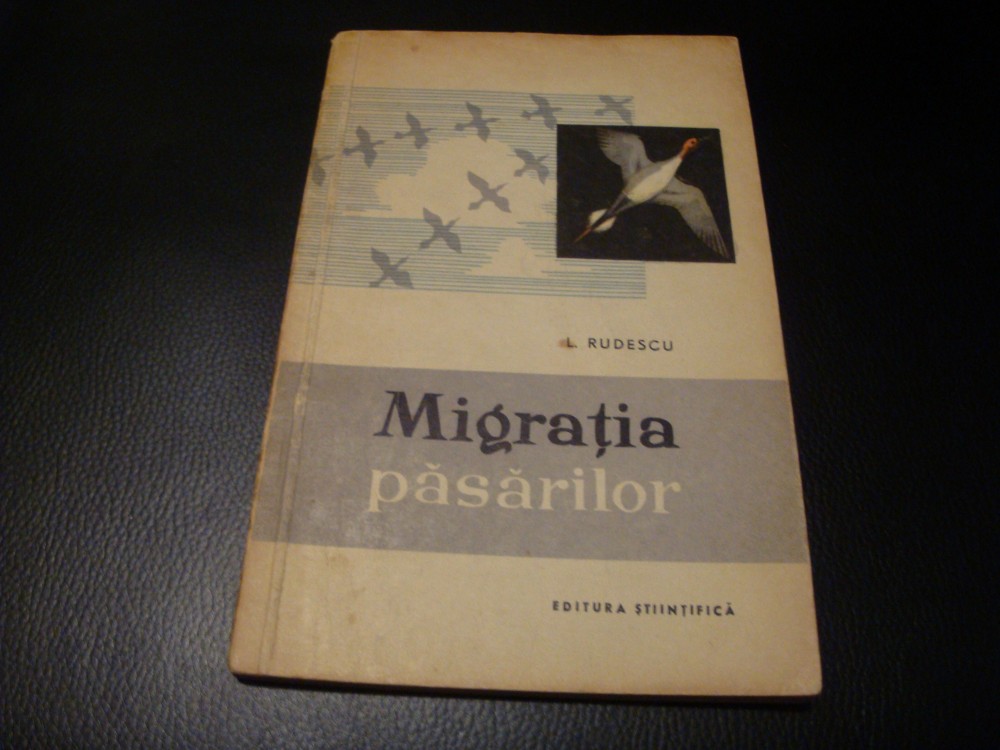 L. RUDESCU
Migrația
păsărilor
EDITURA ȘTIINȚIFICĂ